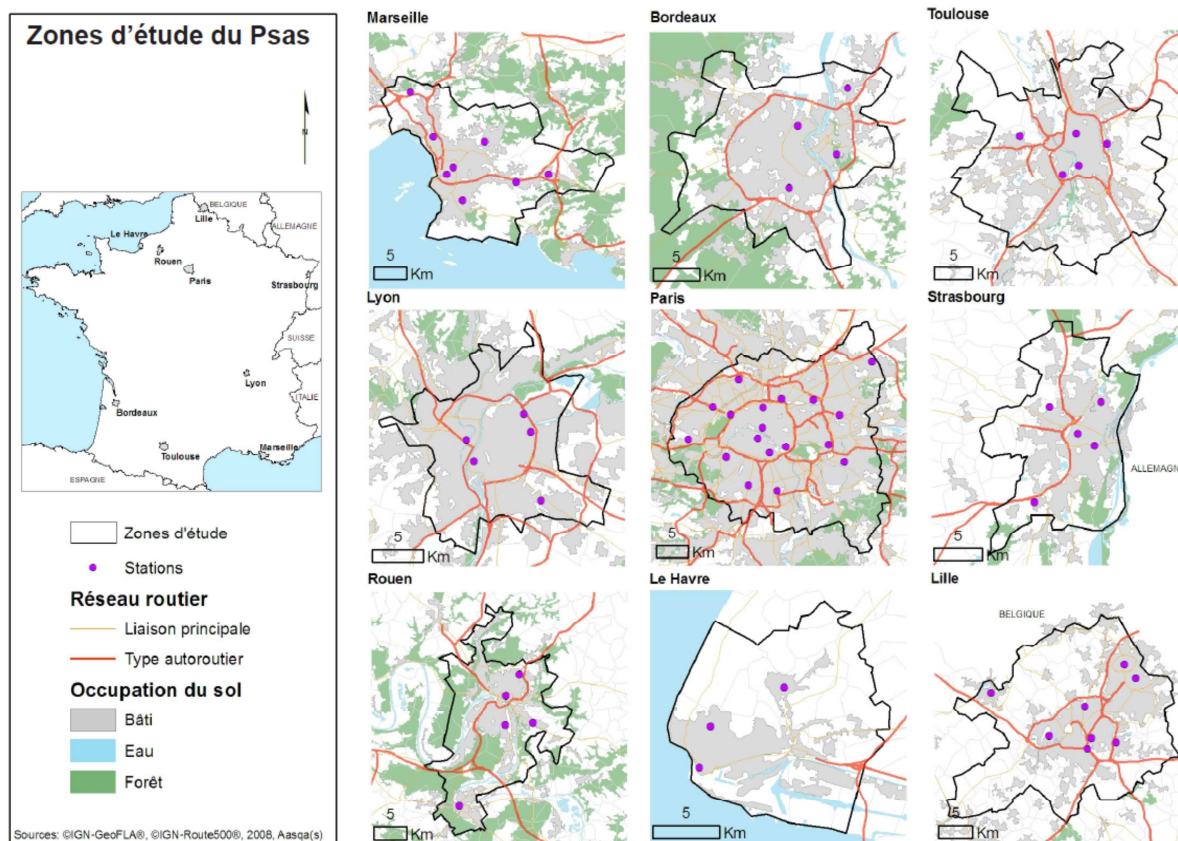 Zones d'étude du Psas
N
BELGIQUE
Lille
ALLEMAGNE
Le Havre
Rouen
Paris
Strasbourg
SUISSE
Lyon
ITALIE
Bordeaux
Toulouse
Marseille
ESPAGNE
Zones d'étude
Stations
Réseau routier
Liaison principale
Type autoroutier
Occupation du sol
Bâti
Eau
Forêt
Sources: ©IGN-GeoFLA®, ©IGN-Route500®, 2008, Aasqa(s)
Marseille
5
Km
Bordeaux
5
Km
Toulouse
5
Km
Lyon
5
Km
Paris
5
Km
Strasbourg
ALLEMAGN
5
Km
Rouen
5
Km
Le Havre
5
Km
Lille
BELGIQUE
5
Km